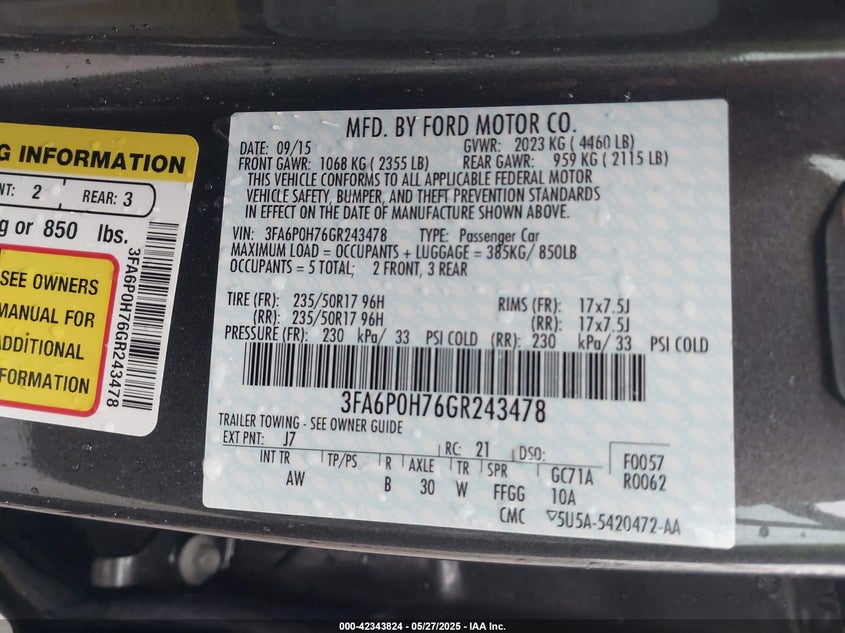 G INFORMATION
NT: 2 REAR: 3
g or 850 lbs.
SEE OWNERS
MANUAL FOR
ADDITIONAL
FORMATION
3FA6P0H76GR243478
MFD. BY FORD MOTOR CO.
DATE: 09/15 GVWR: 2023 KG ( 4460 LB)
FRONT GAWR: 1068 KG ( 2355 LB) REAR GAWR: 959 KG ( 2115 LB)
THIS VEHICLE CONFORMS TO ALL APPLICABLE FEDERAL MOTOR
VEHICLE SAFETY, BUMPER, AND THEFT PREVENTION STANDARDS
IN EFFECT ON THE DATE OF MANUFACTURE SHOWN ABOVE.
VIN: 3FA6P0H76GR243478 TYPE: Passenger Car
MAXIMUM LOAD = OCCUPANTS + LUGGAGE = 385KG/ 850LB
OCCUPANTS = 5 TOTAL; 2 FRONT, 3 REAR
TIRE (FR): 235/50R17 96H RIMS (FR): 17x7.5J
(RR): 235/50R17 96H (RR): 17x7.5J
PRESSURE (FR): 230 kPa/ 33 PSI COLD (RR): 230 kPa/ 33 PSI COLD
3FA6P0H76GR243478
TRAILER TOWING - SEE OWNER GUIDE
EXT PNT: J7 RC: 21 DSO: F0057
INT TR TP/PS R AXLE TR SPR GC71A R0062
AW B 30 W FFGG 10A
CMC ▽5U5A-5420472-AA
000-42343824 | 05/27/2025 - IAA Inc.